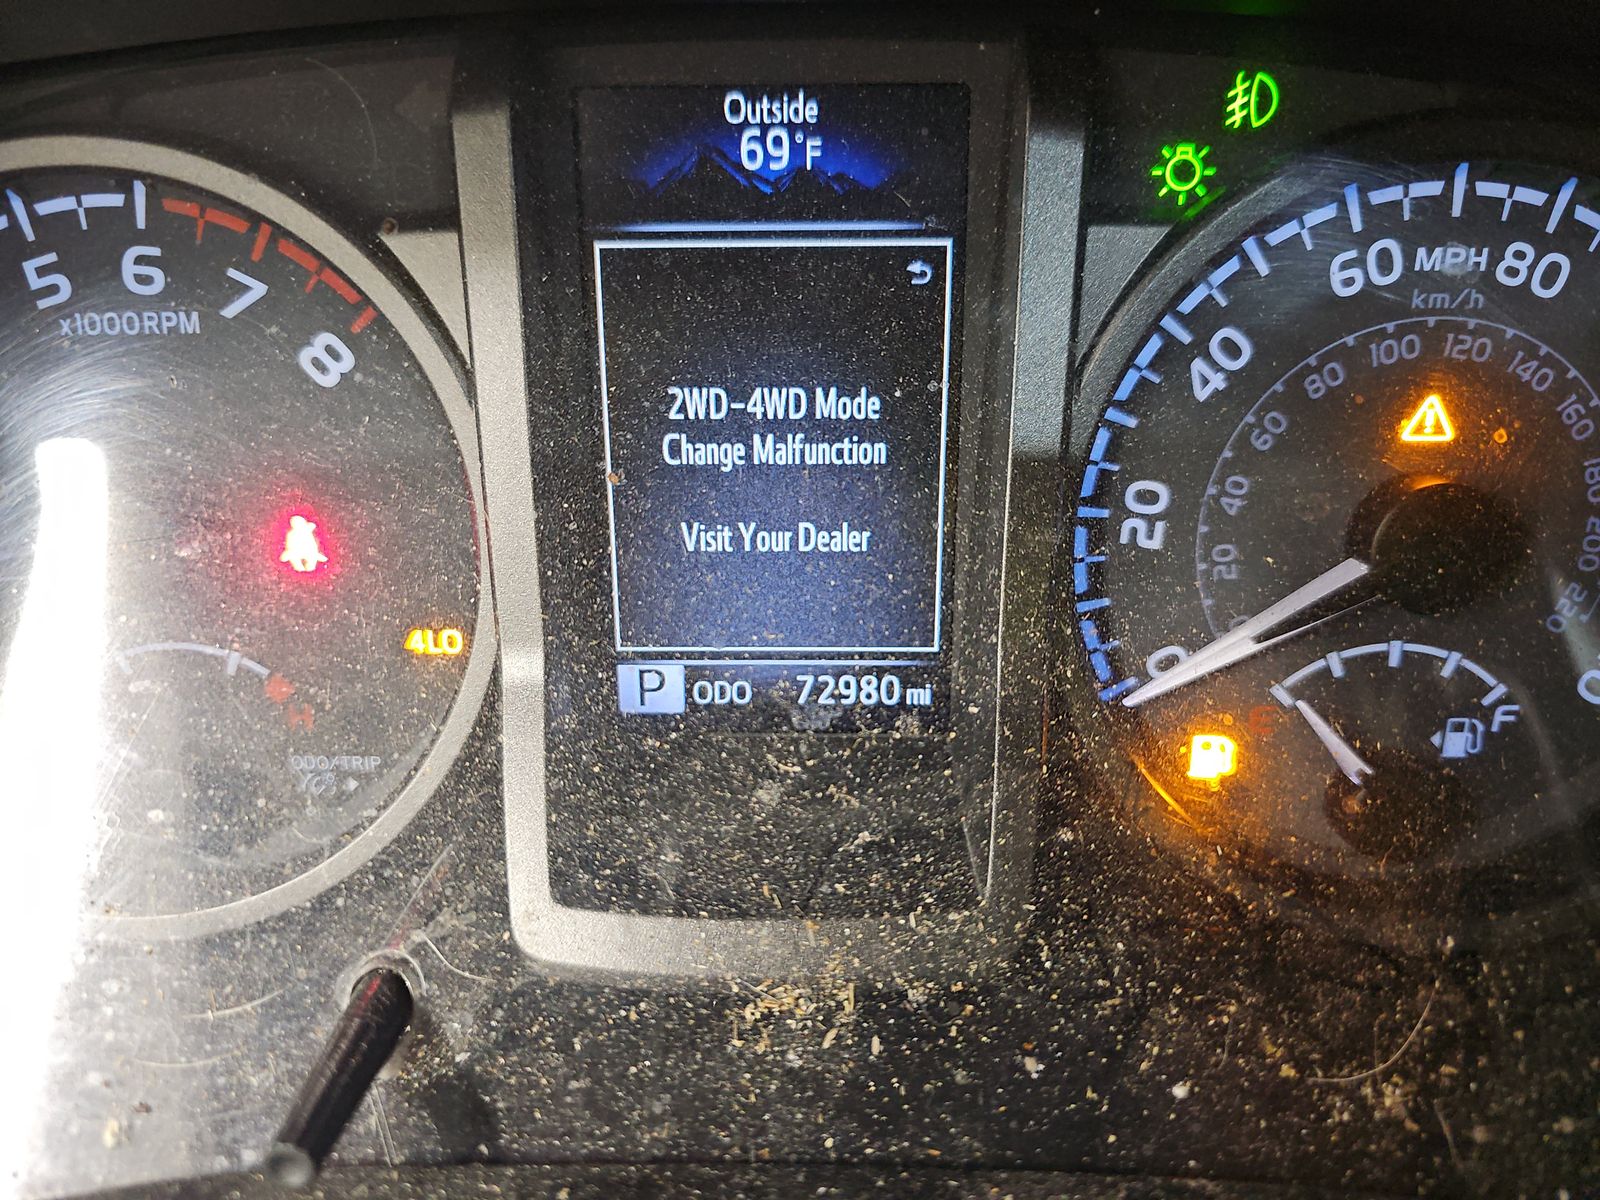 Outside
69°F
2WD-4WD Mode
Change Malfunction
Visit Your Dealer
P ODO 72980 mi
5
6
7
8
x1000RPM
4LO
H
ODO/TRIP
0
20
40
60
MPH
80
km/h
20
40
60
80
100
120
140
160
180
200
220
E
F